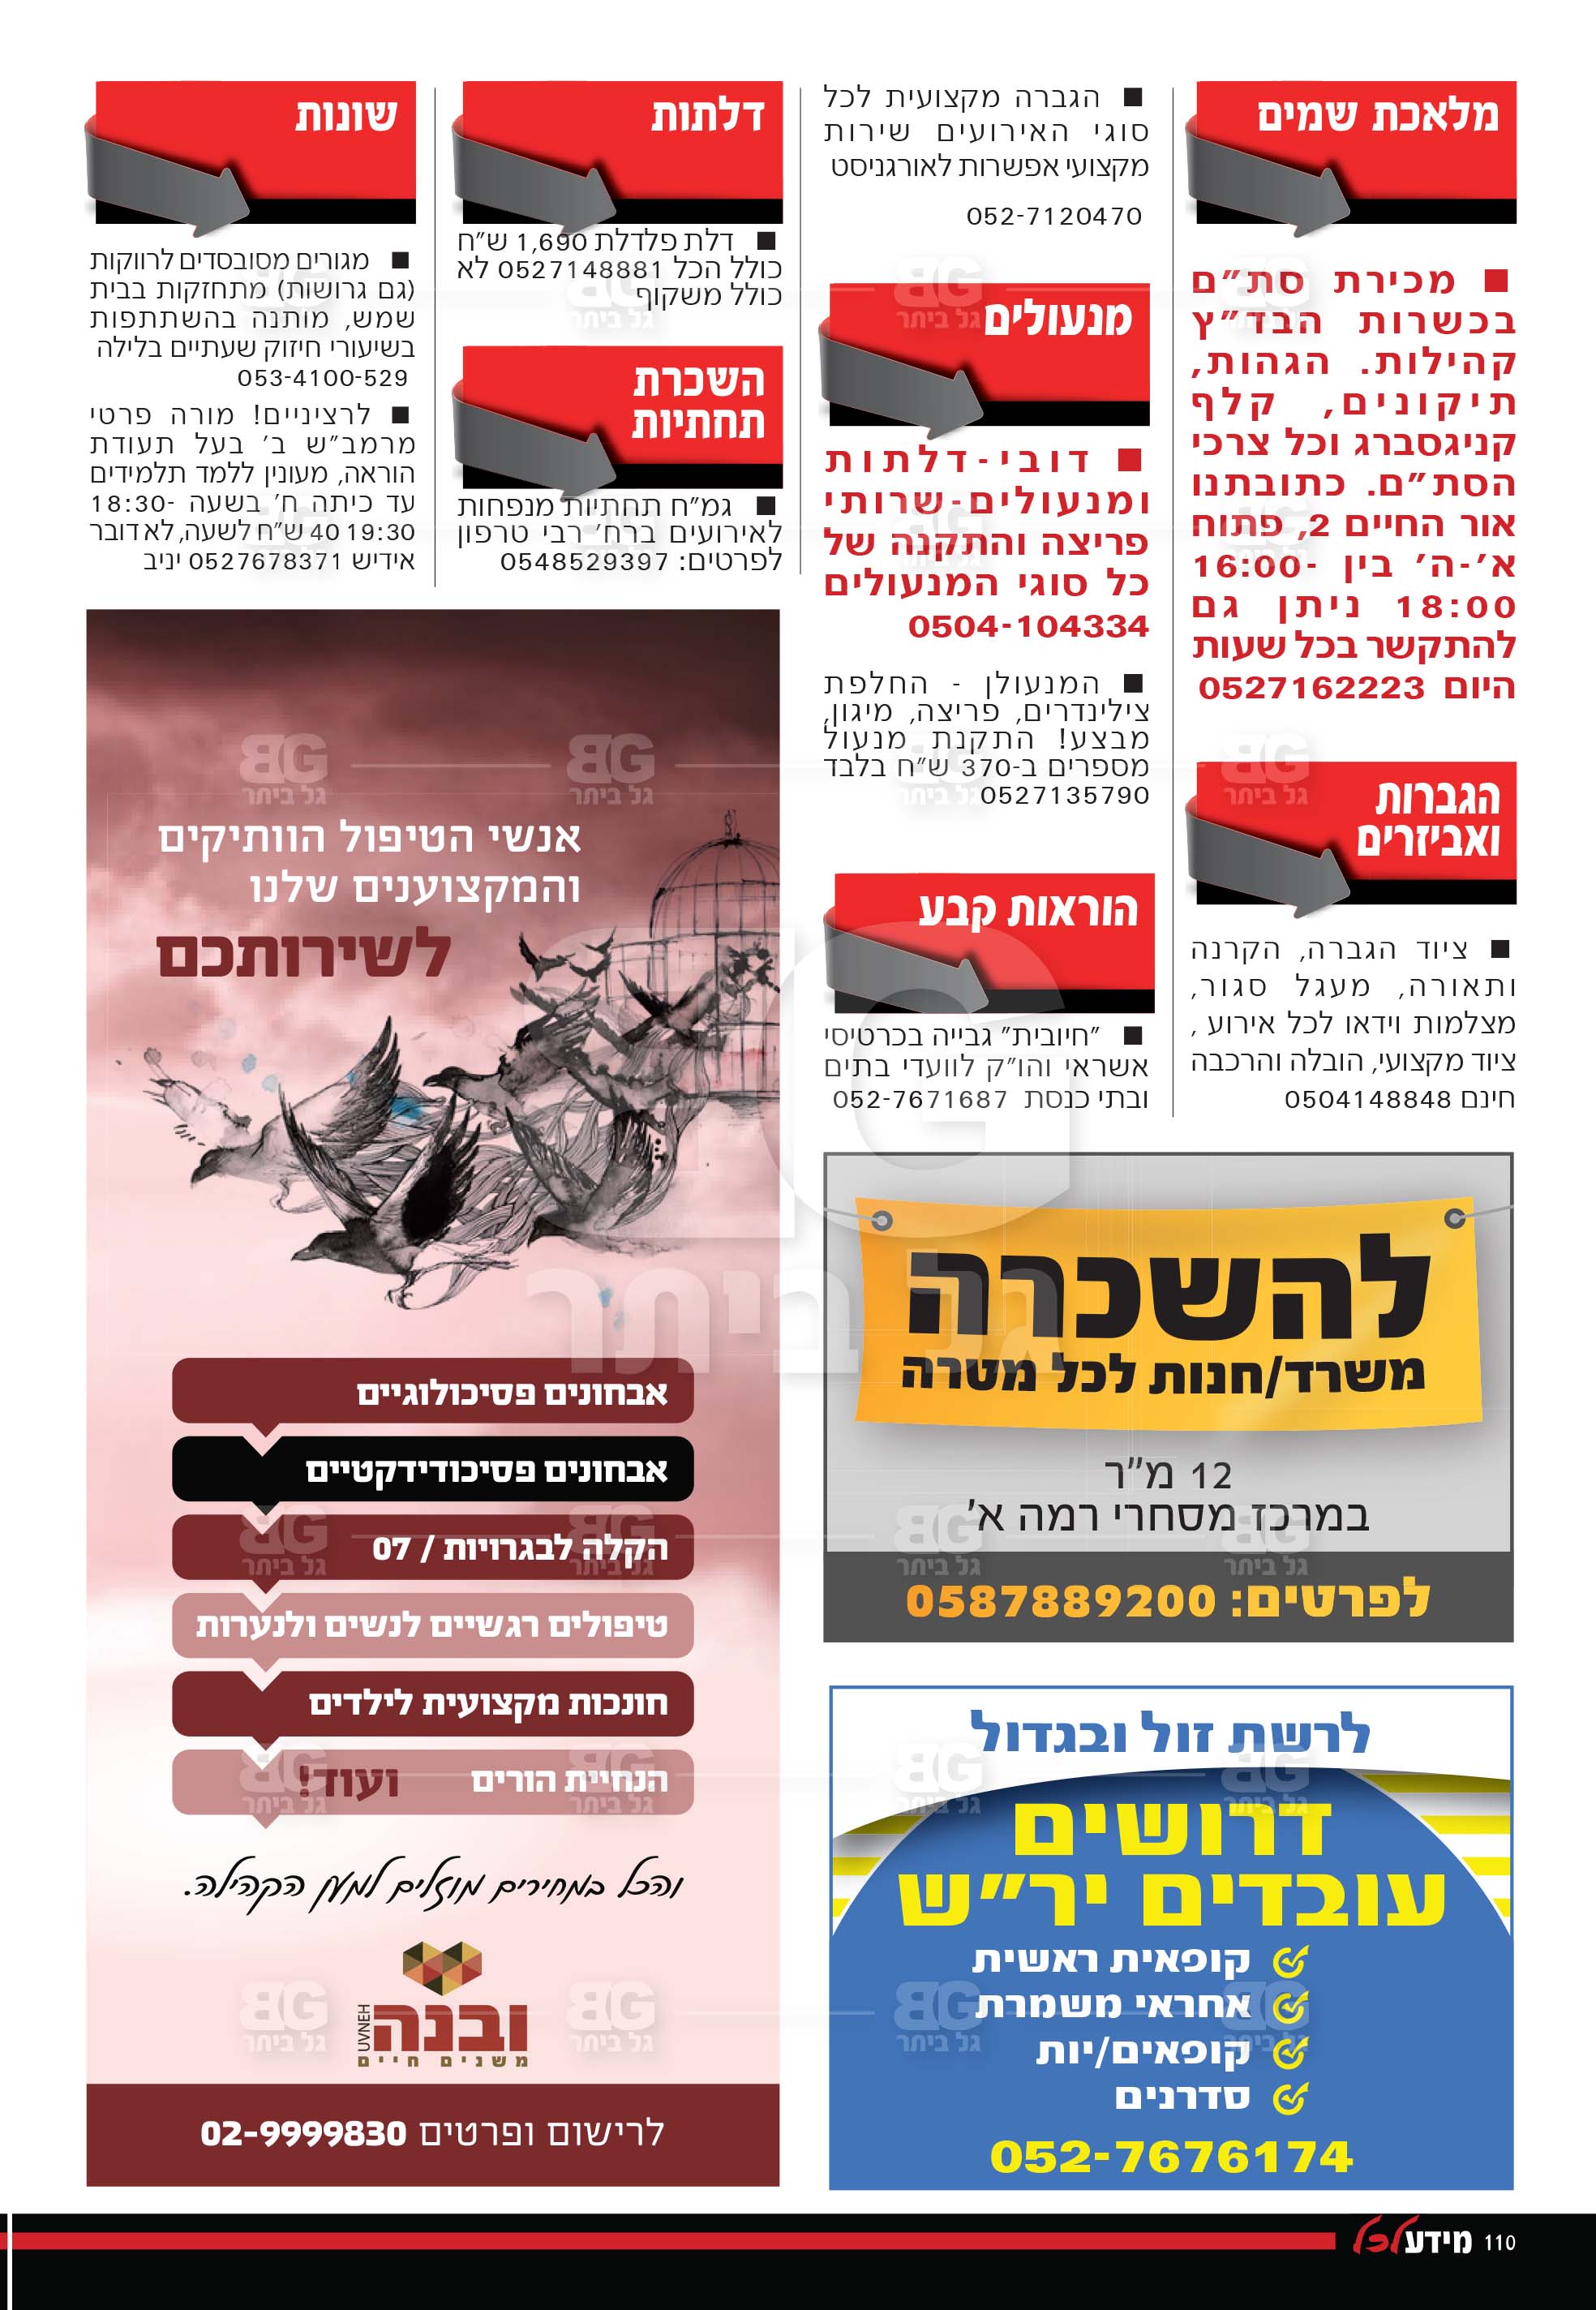 מלאכת שמים
■ מכירת סת"ם
בכשרות הבד"ץ
קהילות. הגהות,
תיקונים, קלף
קניגסברג וכל צרכי
הסת"ם. כתובתנו
אור החיים 2, פתוח
א'-ה' בין 16:00-
18:00 ניתן גם
להתקשר בכל שעות
היום 0527162223
הגברות
ואביזרים
■ ציוד הגברה, הקרנה
ותאורה, מעגל סגור,
מצלמות וידאו לכל אירוע ,
ציוד מקצועי, הובלה והרכבה
חינם 0504148848
■ הגברה מקצועית לכל
סוגי האירועים שירות
מקצועי אפשרות לאורגניסט
052-7120470
מנעולים
■ דובי-דלתות
ומנעולים-שרותי
פריצה והתקנה של
כל סוגי המנעולים
0504-104334
■ המנעולן - החלפת
צילינדרים, פריצה, מיגון,
מבצע! התקנת מנעול
מספרים ב-370 ש"ח בלבד
0527135790
הוראות קבע
■ "חיובית" גבייה בכרטיסי
אשראי והו"ק לוועדי בתים
ובתי כנסת 052-7671687
דלתות
■ דלת פלדלת 1,690 ש"ח
כולל הכל 0527148881 לא
כולל משקוף
השכרת
תחתיות
■ גמ"ח תחתיות מנפחות
לאירועים ברח' רבי טרפון
לפרטים: 0548529397
שונות
■ מגורים מסובסדים לרווקות
(גם גרושות) מתחזקות בבית
שמש, מותנה בהשתתפות
בשיעורי חיזוק שעתיים בלילה
053-4100-529
■ לרציניים! מורה פרטי
מרמב"ש ב' בעל תעודת
הוראה, מעונין ללמד תלמידים
עד כיתה ח' בשעה 18:30-
19:30 40 ש"ח לשעה, לא דובר
אידיש 0527678371 יניב
להשכרה
משרד/חנות לכל מטרה
12 מ"ר
במרכז מסחרי רמה א'
לפרטים: 0587889200
לרשת זול ובגדול
דרושים
עובדים יר"ש
קופאית ראשית
אחראי משמרת
קופאים/יות
סדרנים
052-7676174
אנשי הטיפול הוותיקים
והמקצוענים שלנו
לשירותכם
אבחונים פסיכולוגיים
אבחונים פסיכודידקטיים
הקלה לבגרויות / 07
טיפולים רגשיים לנשים ולנערות
חונכות מקצועית לילדים
הנחיית הורים ועוד!
והכל במחירים מוזלים למען הקהילה.
ובנה
UVNEH
משנים חיים
לרישום ופרטים 02-9999830
BG
גל ביתר
110 מידע לכל